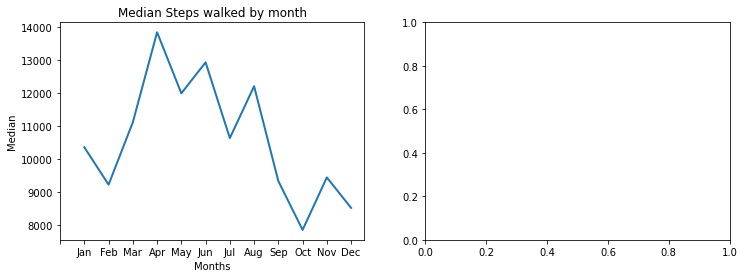 Median Steps walked by month
14000
13000
12000
11000
10000
9000
8000
Median
Jan Feb Mar Apr May Jun Jul Aug Sep Oct Nov Dec
Months
1.0
0.8
0.6
0.4
0.2
0.0
0.0 0.2 0.4 0.6 0.8 1.0